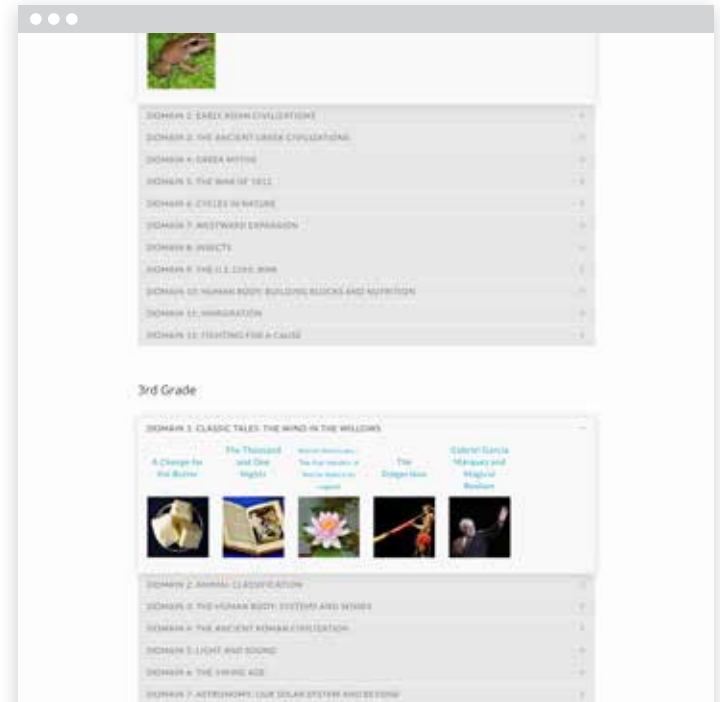 DOMAIN 2: EARLY ASIAN CIVILIZATIONS
DOMAIN 3: THE ANCIENT GREEK CIVILIZATIONS
DOMAIN 4: GREEK MYTHS
DOMAIN 5: THE WAR OF 1812
DOMAIN 6: CYCLES IN NATURE
DOMAIN 7: WESTWARD EXPANSION
DOMAIN 8: INSECTS
DOMAIN 9: THE U.S. CIVIL WAR
DOMAIN 10: HUMAN BODY: BUILDING BLOCKS AND NUTRITION
DOMAIN 11: IMMIGRATION
DOMAIN 12: FIGHTING FOR A CAUSE
3rd Grade
DOMAIN 1: CLASSIC TALES: THE WIND IN THE WILLOWS
A Change for
the Better
The Thousand
and One
Nights
The
Gabriel García
Márquez and
Magical
Realism
DOMAIN 2: ANIMAL CLASSIFICATION
DOMAIN 3: THE HUMAN BODY: SYSTEMS AND SENSES
DOMAIN 4: THE ANCIENT ROMAN CIVILIZATION
DOMAIN 5: LIGHT AND SOUND
DOMAIN 6: THE VIKING AGE
DOMAIN 7: ASTRONOMY: OUR SOLAR SYSTEM AND BEYOND